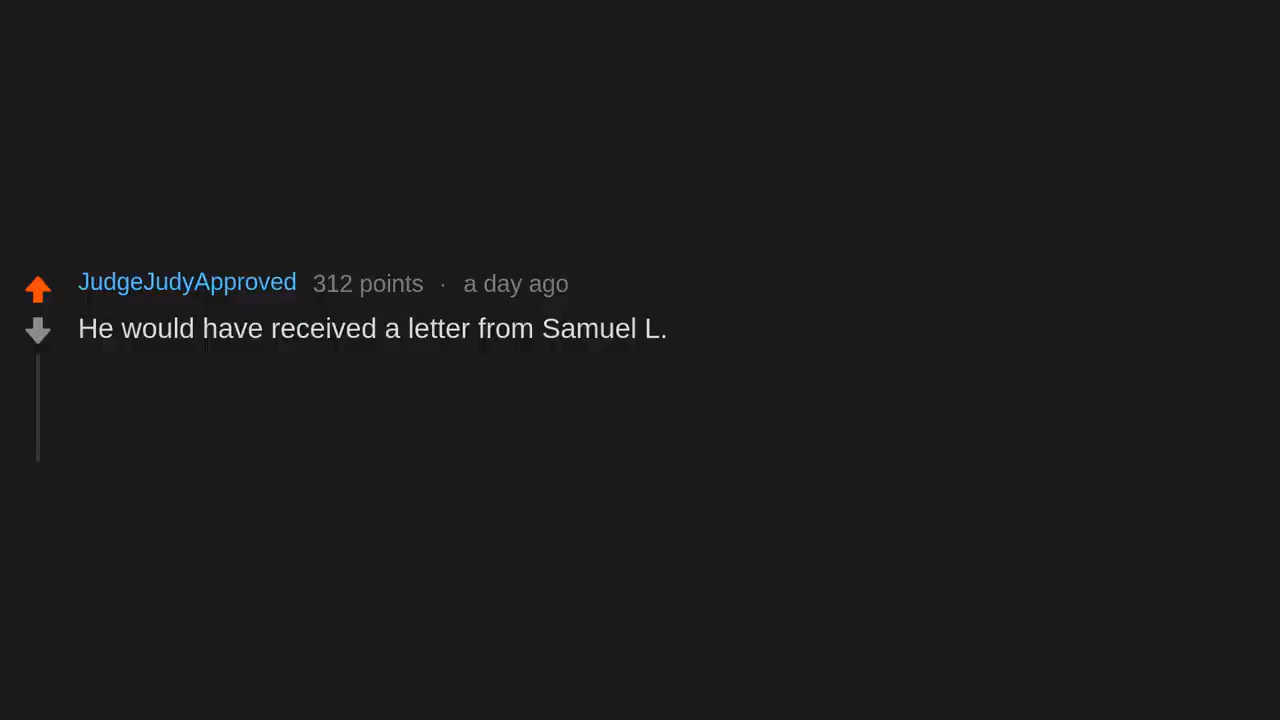 JudgeJudyApproved 312 points · a day ago
He would have received a letter from Samuel L.